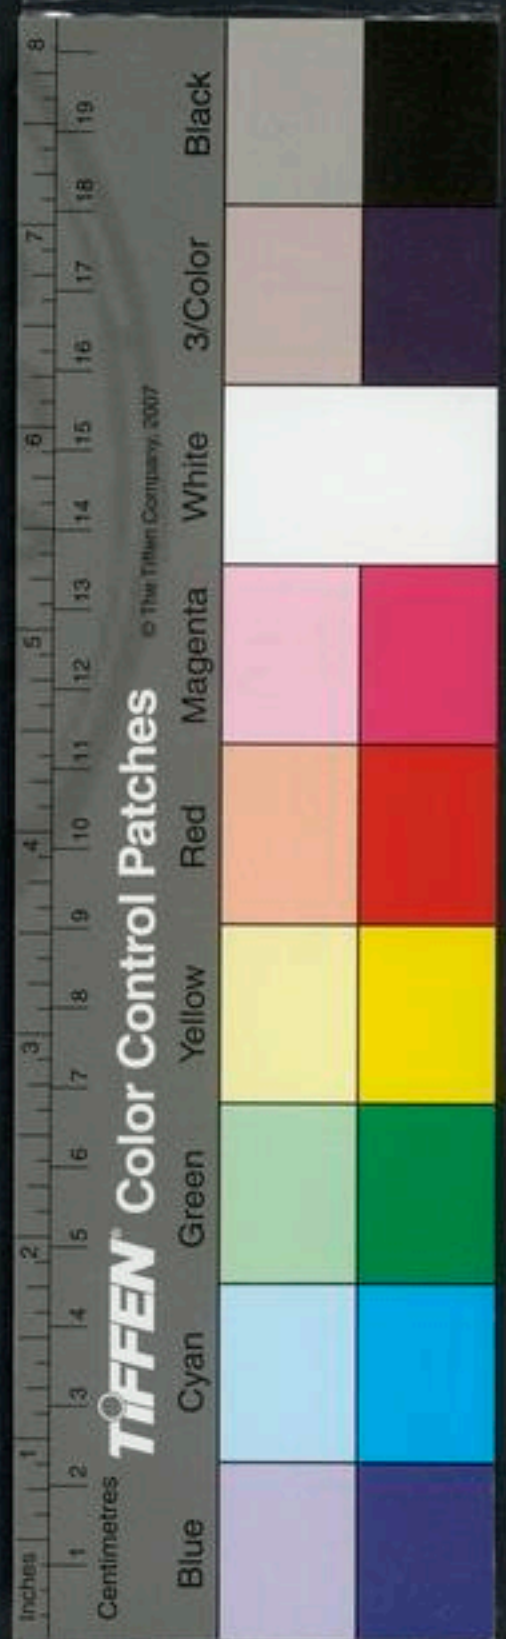 Inches 1 2 3 4 5 6 7 8
Centimetres 1 2 3 4 5 6 7 8 9 10 11 12 13 14 15 16 17 18 19
TIFFEN® Color Control Patches
© The Tiffen Company, 2007
Blue Cyan Green Yellow Red Magenta White 3/Color Black